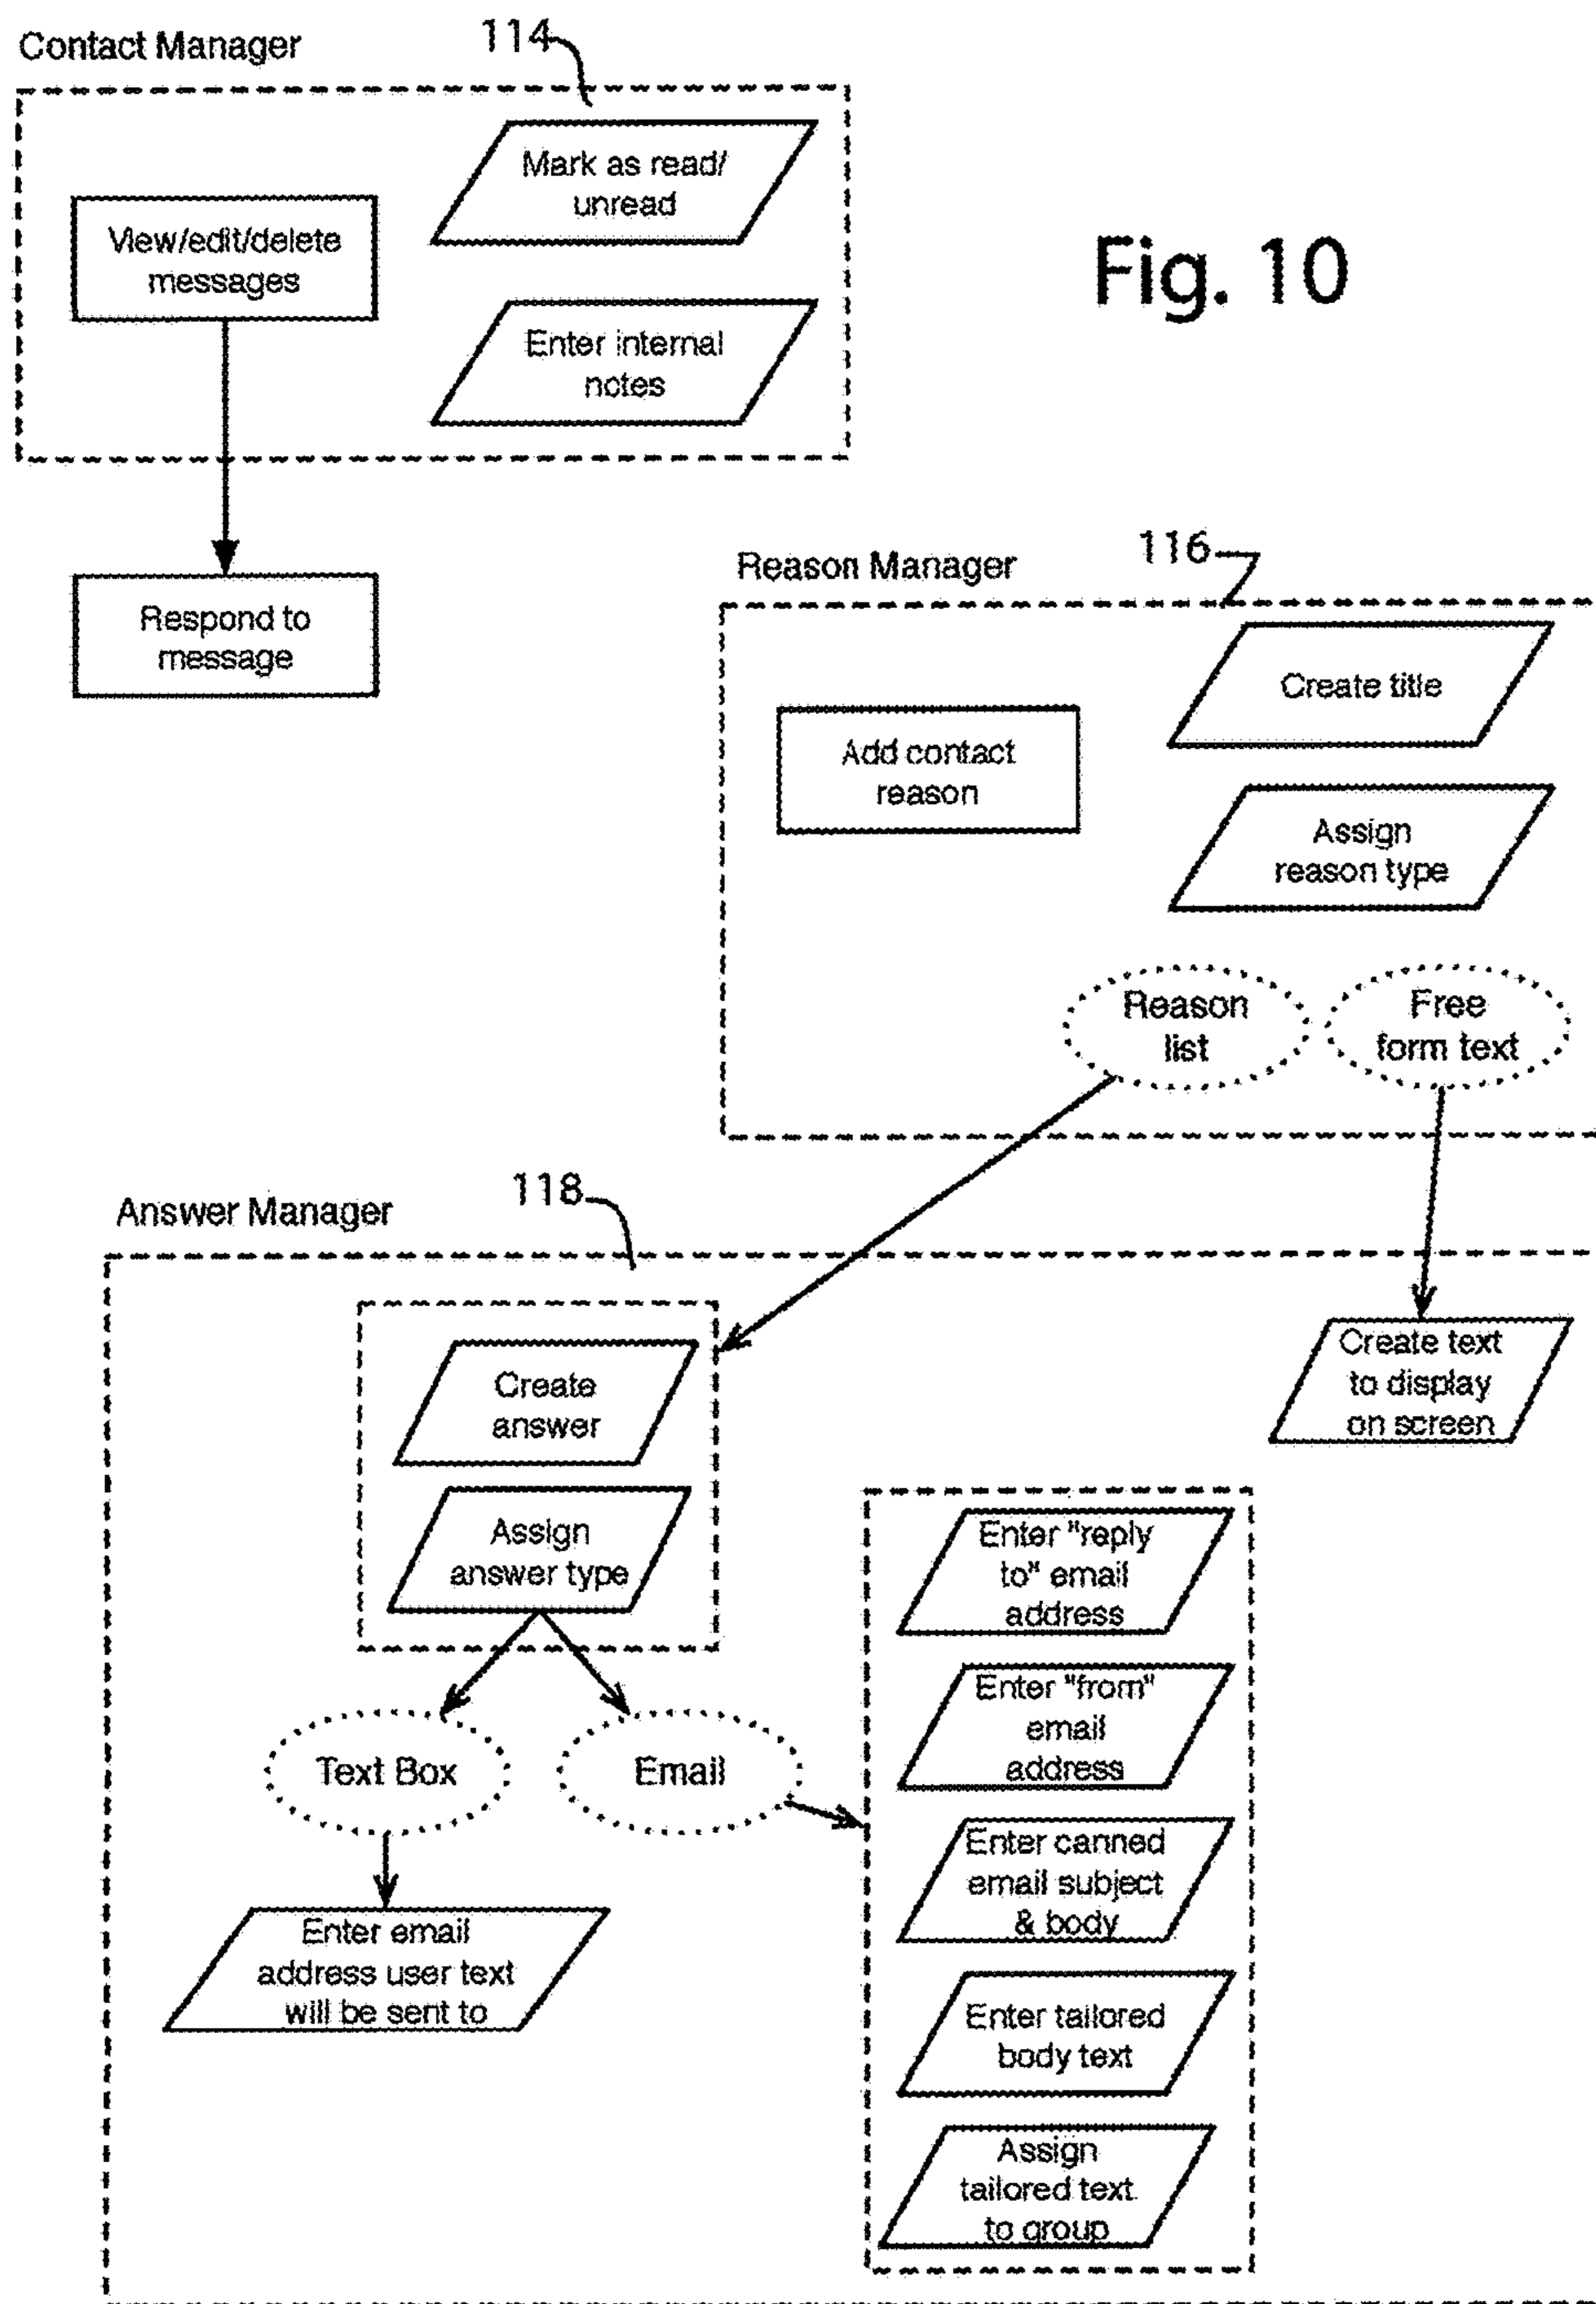 Contact Manager
114
Mark as read/
unread
View/edit/delete
messages
Fig. 10
Enter internal
notes
Respond to
message
Reason Manager
116
Create title
Add contact
reason
Assign
reason type
Reason
list
Free
form text
Answer Manager
118
Create
answer
Create text
to display
on screen
Assign
answer type
Enter "reply
to" email
address
Enter "from"
email
address
Text Box
Email
Enter canned
email subject
& body
Enter email
address user text
will be sent to
Enter tailored
body text
Assign
tailored text
to group